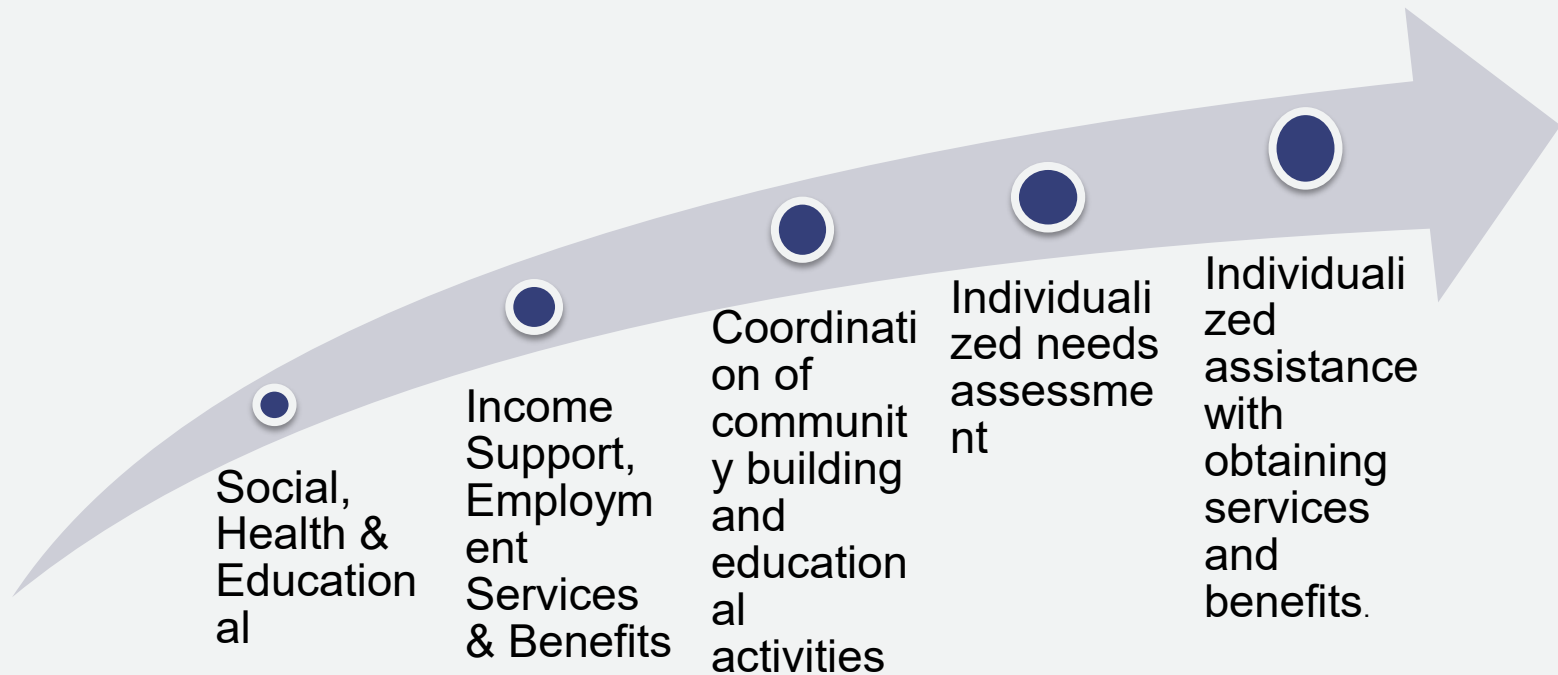 Social,
Health &
Education
al
Income
Support,
Employm
ent
Services
& Benefits
Coordinati
on of
communit
y building
and
education
al
activities
Individuali
zed needs
assessme
nt
Individuali
zed
assistance
with
obtaining
services
and
benefits.